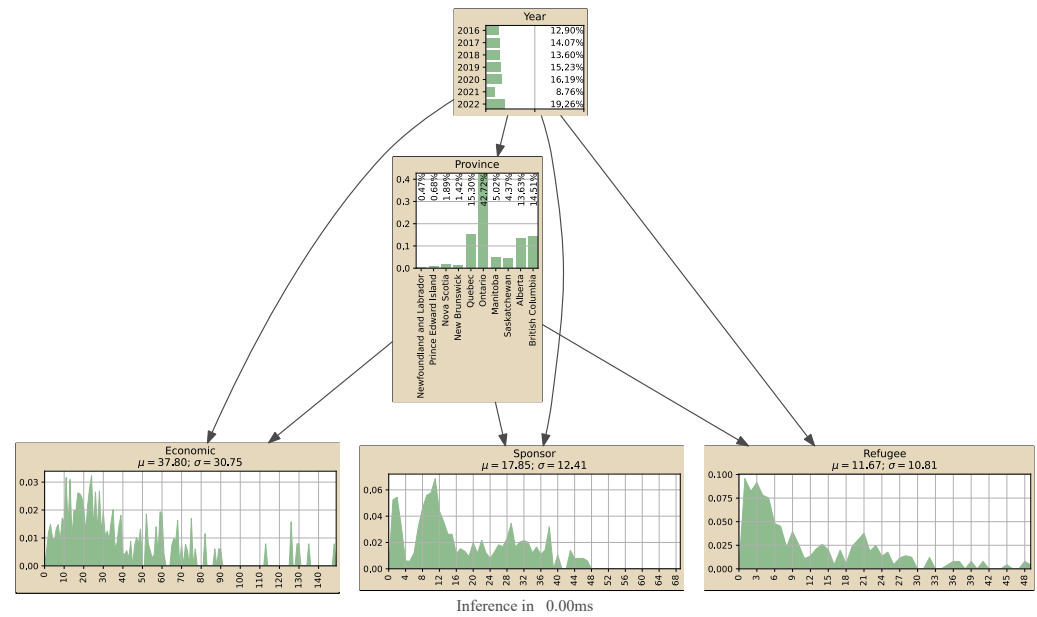 Year
2016 12.90%
2017 14.07%
2018 13.60%
2019 15.23%
2020 16.19%
2021 8.76%
2022 19.26%
Province
0.4
0.3
0.2
0.1
0.0
0.47%
0.68%
1.89%
1.42%
15.30%
42.72%
5.02%
4.37%
13.63%
14.51%
Newfoundland and Labrador
Prince Edward Island
Nova Scotia
New Brunswick
Quebec
Ontario
Manitoba
Saskatchewan
Alberta
British Columbia
Economic
μ = 37.80; σ = 30.75
0.03
0.02
0.01
0.00
0 10 20 30 40 50 60 70 80 90 100 110 120 130 140
Sponsor
μ = 17.85; σ = 12.41
0.06
0.04
0.02
0.00
0 4 8 12 16 20 24 28 32 36 40 44 48 52 56 60 64 68
Refugee
μ = 11.67; σ = 10.81
0.100
0.075
0.050
0.025
0.000
0 3 6 9 12 15 18 21 24 27 30 33 36 39 42 45 48
Inference in 0.00ms